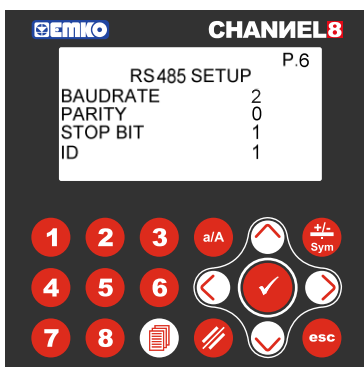 EMKO CHANNEL8
P.6
RS485 SETUP
BAUDRATE 2
PARITY 0
STOP BIT 1
ID 1
1 2 3 a/A +/- Sym
4 5 6
7 8 esc